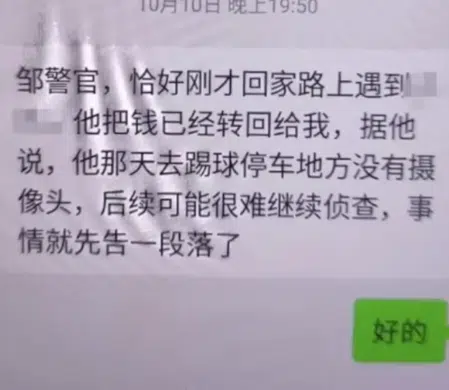 10月10日 晚上19:50
邹警官，恰好刚才回家路上遇到
他把钱已经转回给我，据他
说，他那天去踢球停车地方没有摄
像头，后续可能很难继续侦查，事
情就先告一段落了
好的